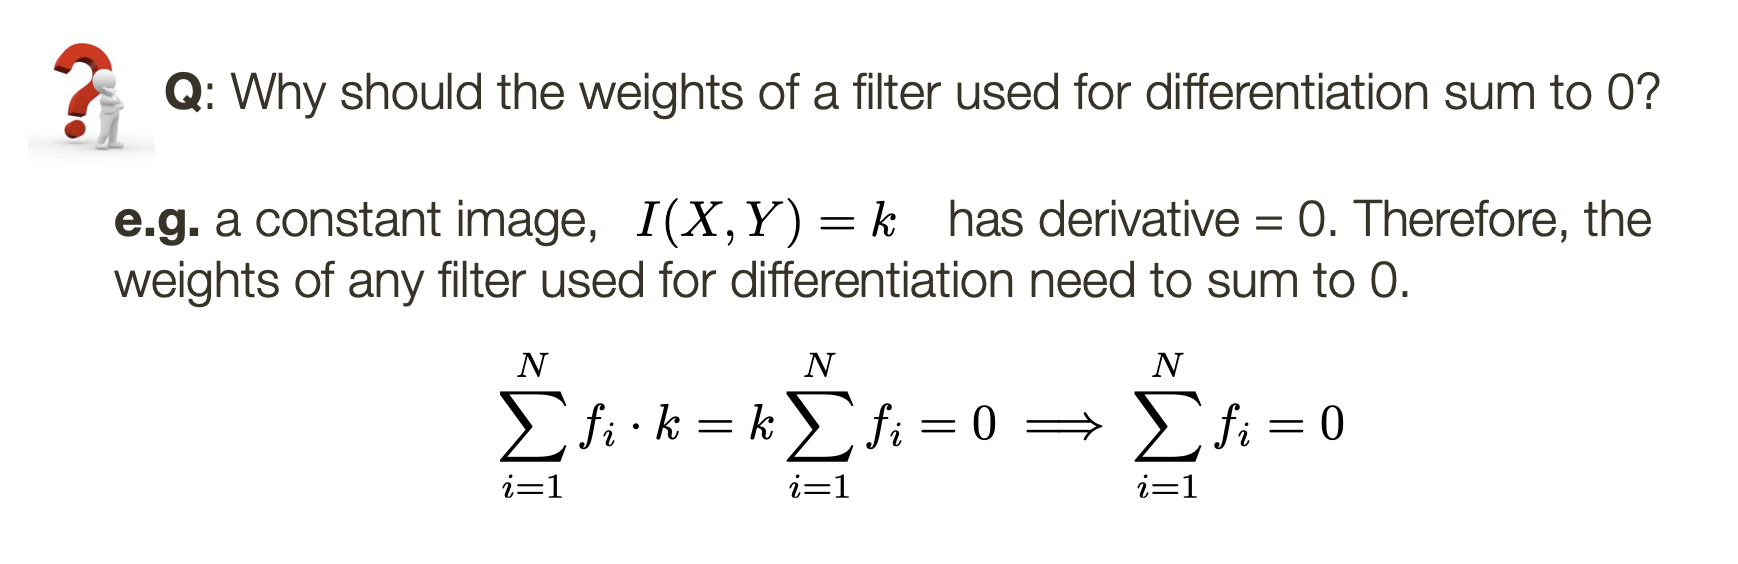 Q: Why should the weights of a filter used for differentiation sum to 0?
e.g. a constant image, I(X, Y) = k has derivative = 0. Therefore, the
weights of any filter used for differentiation need to sum to 0.
\sum_{i=1}^{N} f_i \cdot k = k \sum_{i=1}^{N} f_i = 0 \Longrightarrow \sum_{i=1}^{N} f_i = 0